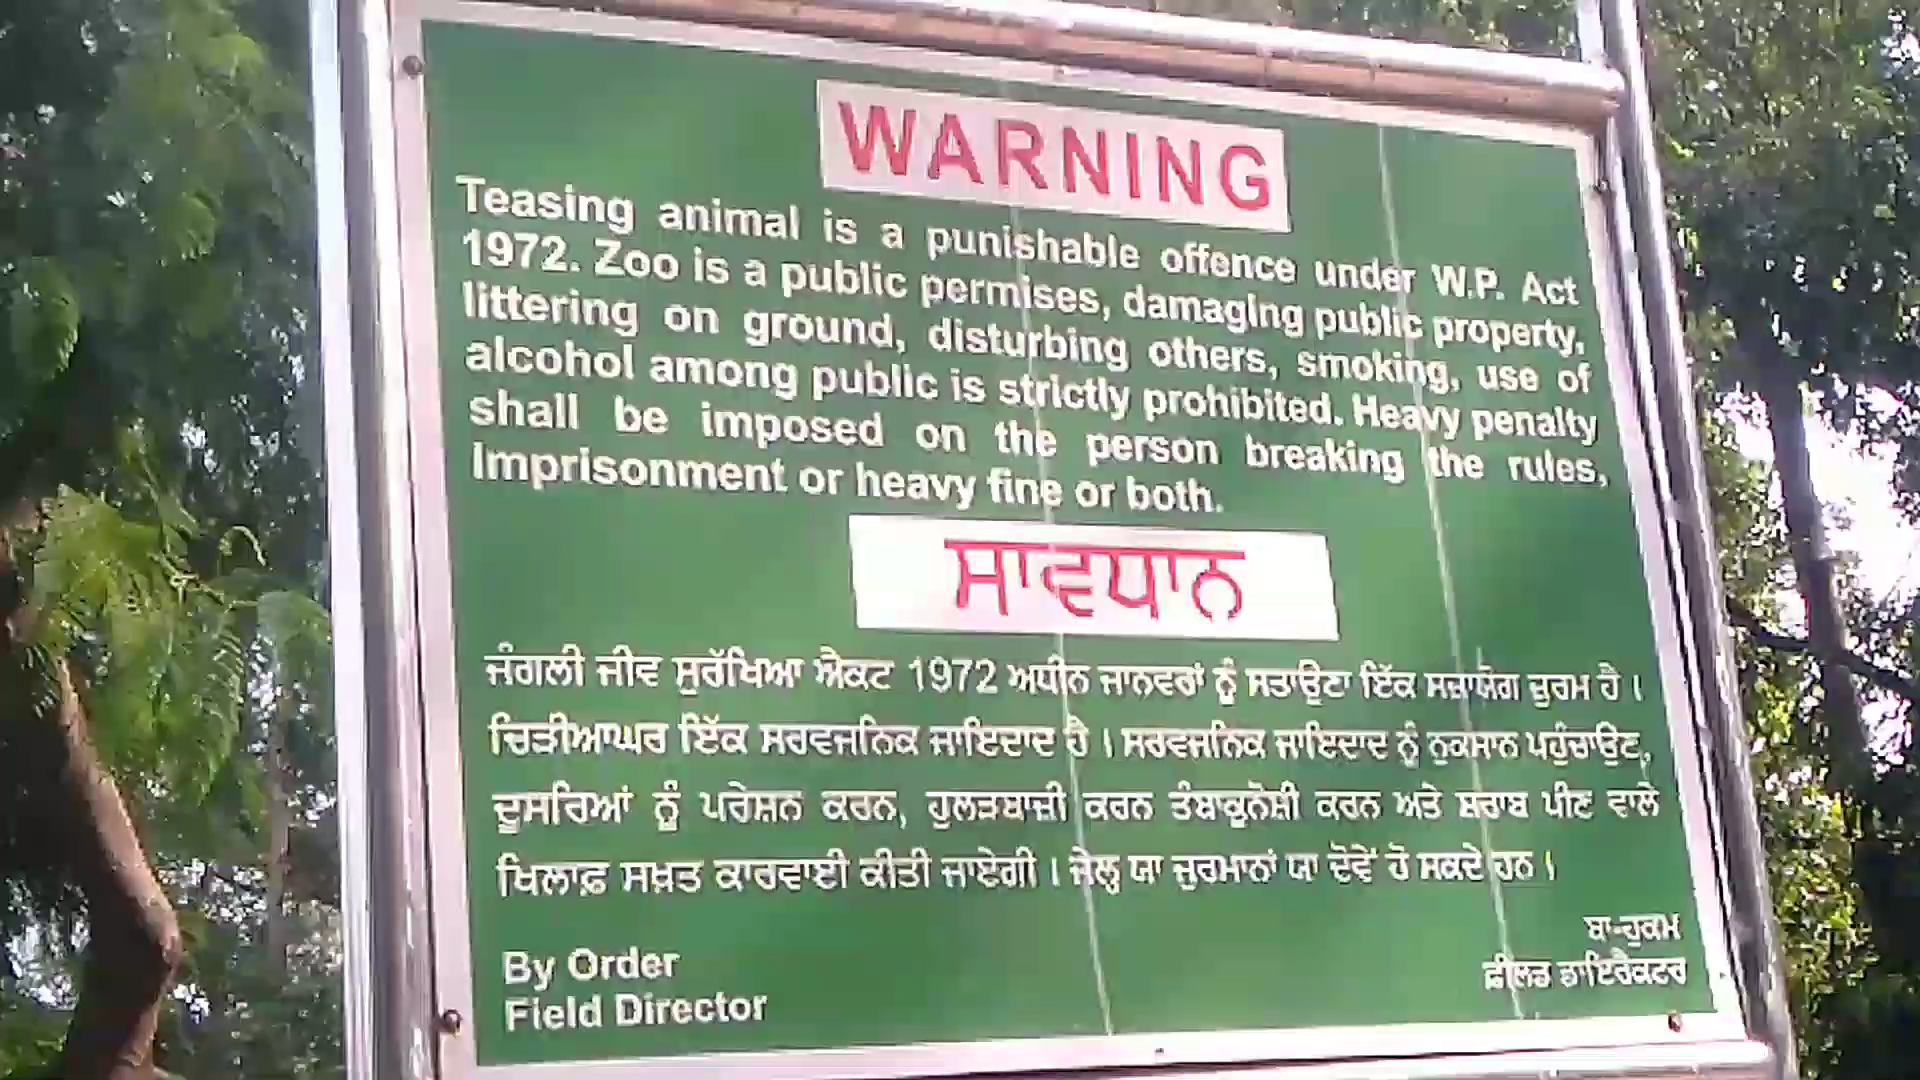 WARNING
Teasing animal is a punishable offence under W.P. Act
1972. Zoo is a public permises, damaging public property,
littering on ground, disturbing others, smoking, use of
alcohol among public is strictly prohibited. Heavy penalty
shall be imposed on the person breaking the rules,
Imprisonment or heavy fine or both.
ਸਾਵਧਾਨ
ਜੰਗਲੀ ਜੀਵ ਸੁਰੱਖਿਆ ਐਕਟ 1972 ਅਧੀਨ ਜਾਨਵਰਾਂ ਨੂੰ ਸਤਾਉਣਾ ਇੱਕ ਸਜ਼ਾਯੋਗ ਜੁਰਮ ਹੈ ।
ਚਿੜੀਆਘਰ ਇੱਕ ਸਰਵਜਨਿਕ ਜਾਇਦਾਦ ਹੈ । ਸਰਵਜਨਿਕ ਜਾਇਦਾਦ ਨੂੰ ਨੁਕਸਾਨ ਪਹੁੰਚਾਉਣ,
ਦੂਸਰਿਆਂ ਨੂੰ ਪਰੇਸ਼ਾਨ ਕਰਨ, ਹੁਲੜਬਾਜ਼ੀ ਕਰਨ ਤੰਬਾਕੂਨੋਸ਼ੀ ਕਰਨ ਅਤੇ ਸ਼ਰਾਬ ਪੀਣ ਵਾਲੇ
ਖਿਲਾਫ਼ ਸਖ਼ਤ ਕਾਰਵਾਈ ਕੀਤੀ ਜਾਏਗੀ । ਜੇਲ੍ਹ ਯਾ ਜੁਰਮਾਨਾਂ ਯਾ ਦੋਵੇਂ ਹੋ ਸਕਦੇ ਹਨ ।
By Order
Field Director
ਬਾ-ਹੁਕਮ
ਫ਼ੀਲਡ ਡਾਇਰੈਕਟਰ